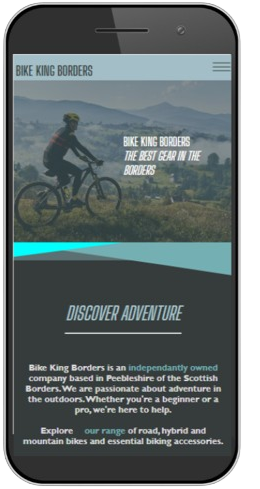 BIKE KING BORDERS
BIKE KING BORDERS
THE BEST GEAR IN THE
BORDERS
DISCOVER ADVENTURE
Bike King Borders is an independantly owned
company based in Peebleshire of the Scottish
Borders. We are passionate about adventure in
the outdoors. Whether you're a beginner or a
pro, we're here to help.
Explore our range of road, hybrid and
mountain bikes and essential biking accessories.